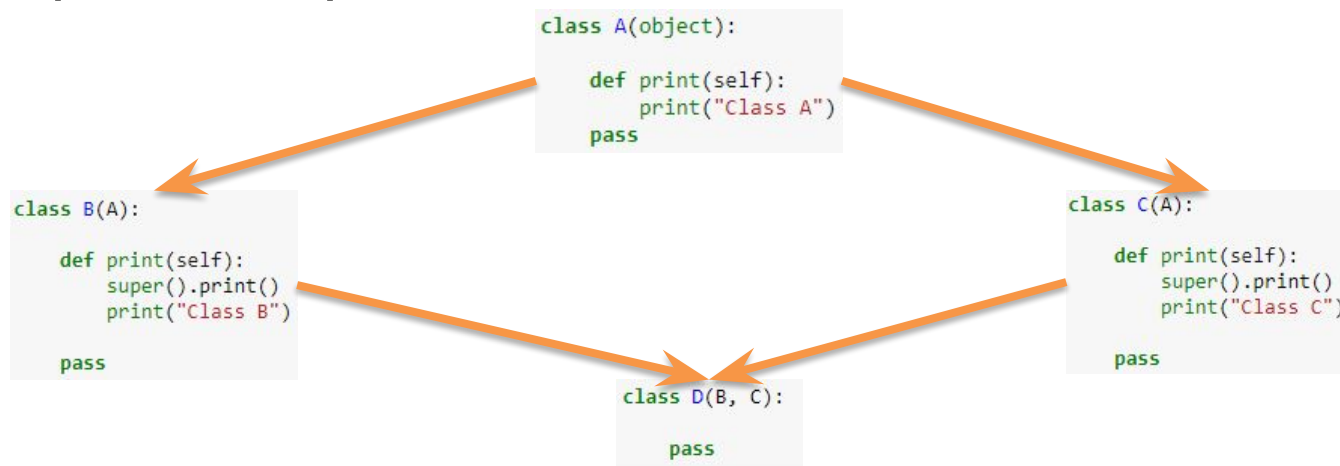 class A(object):
def print(self):
print("Class A")
pass
class B(A):
def print(self):
super().print()
print("Class B")
pass
class C(A):
def print(self):
super().print()
print("Class C")
pass
class D(B, C):
pass